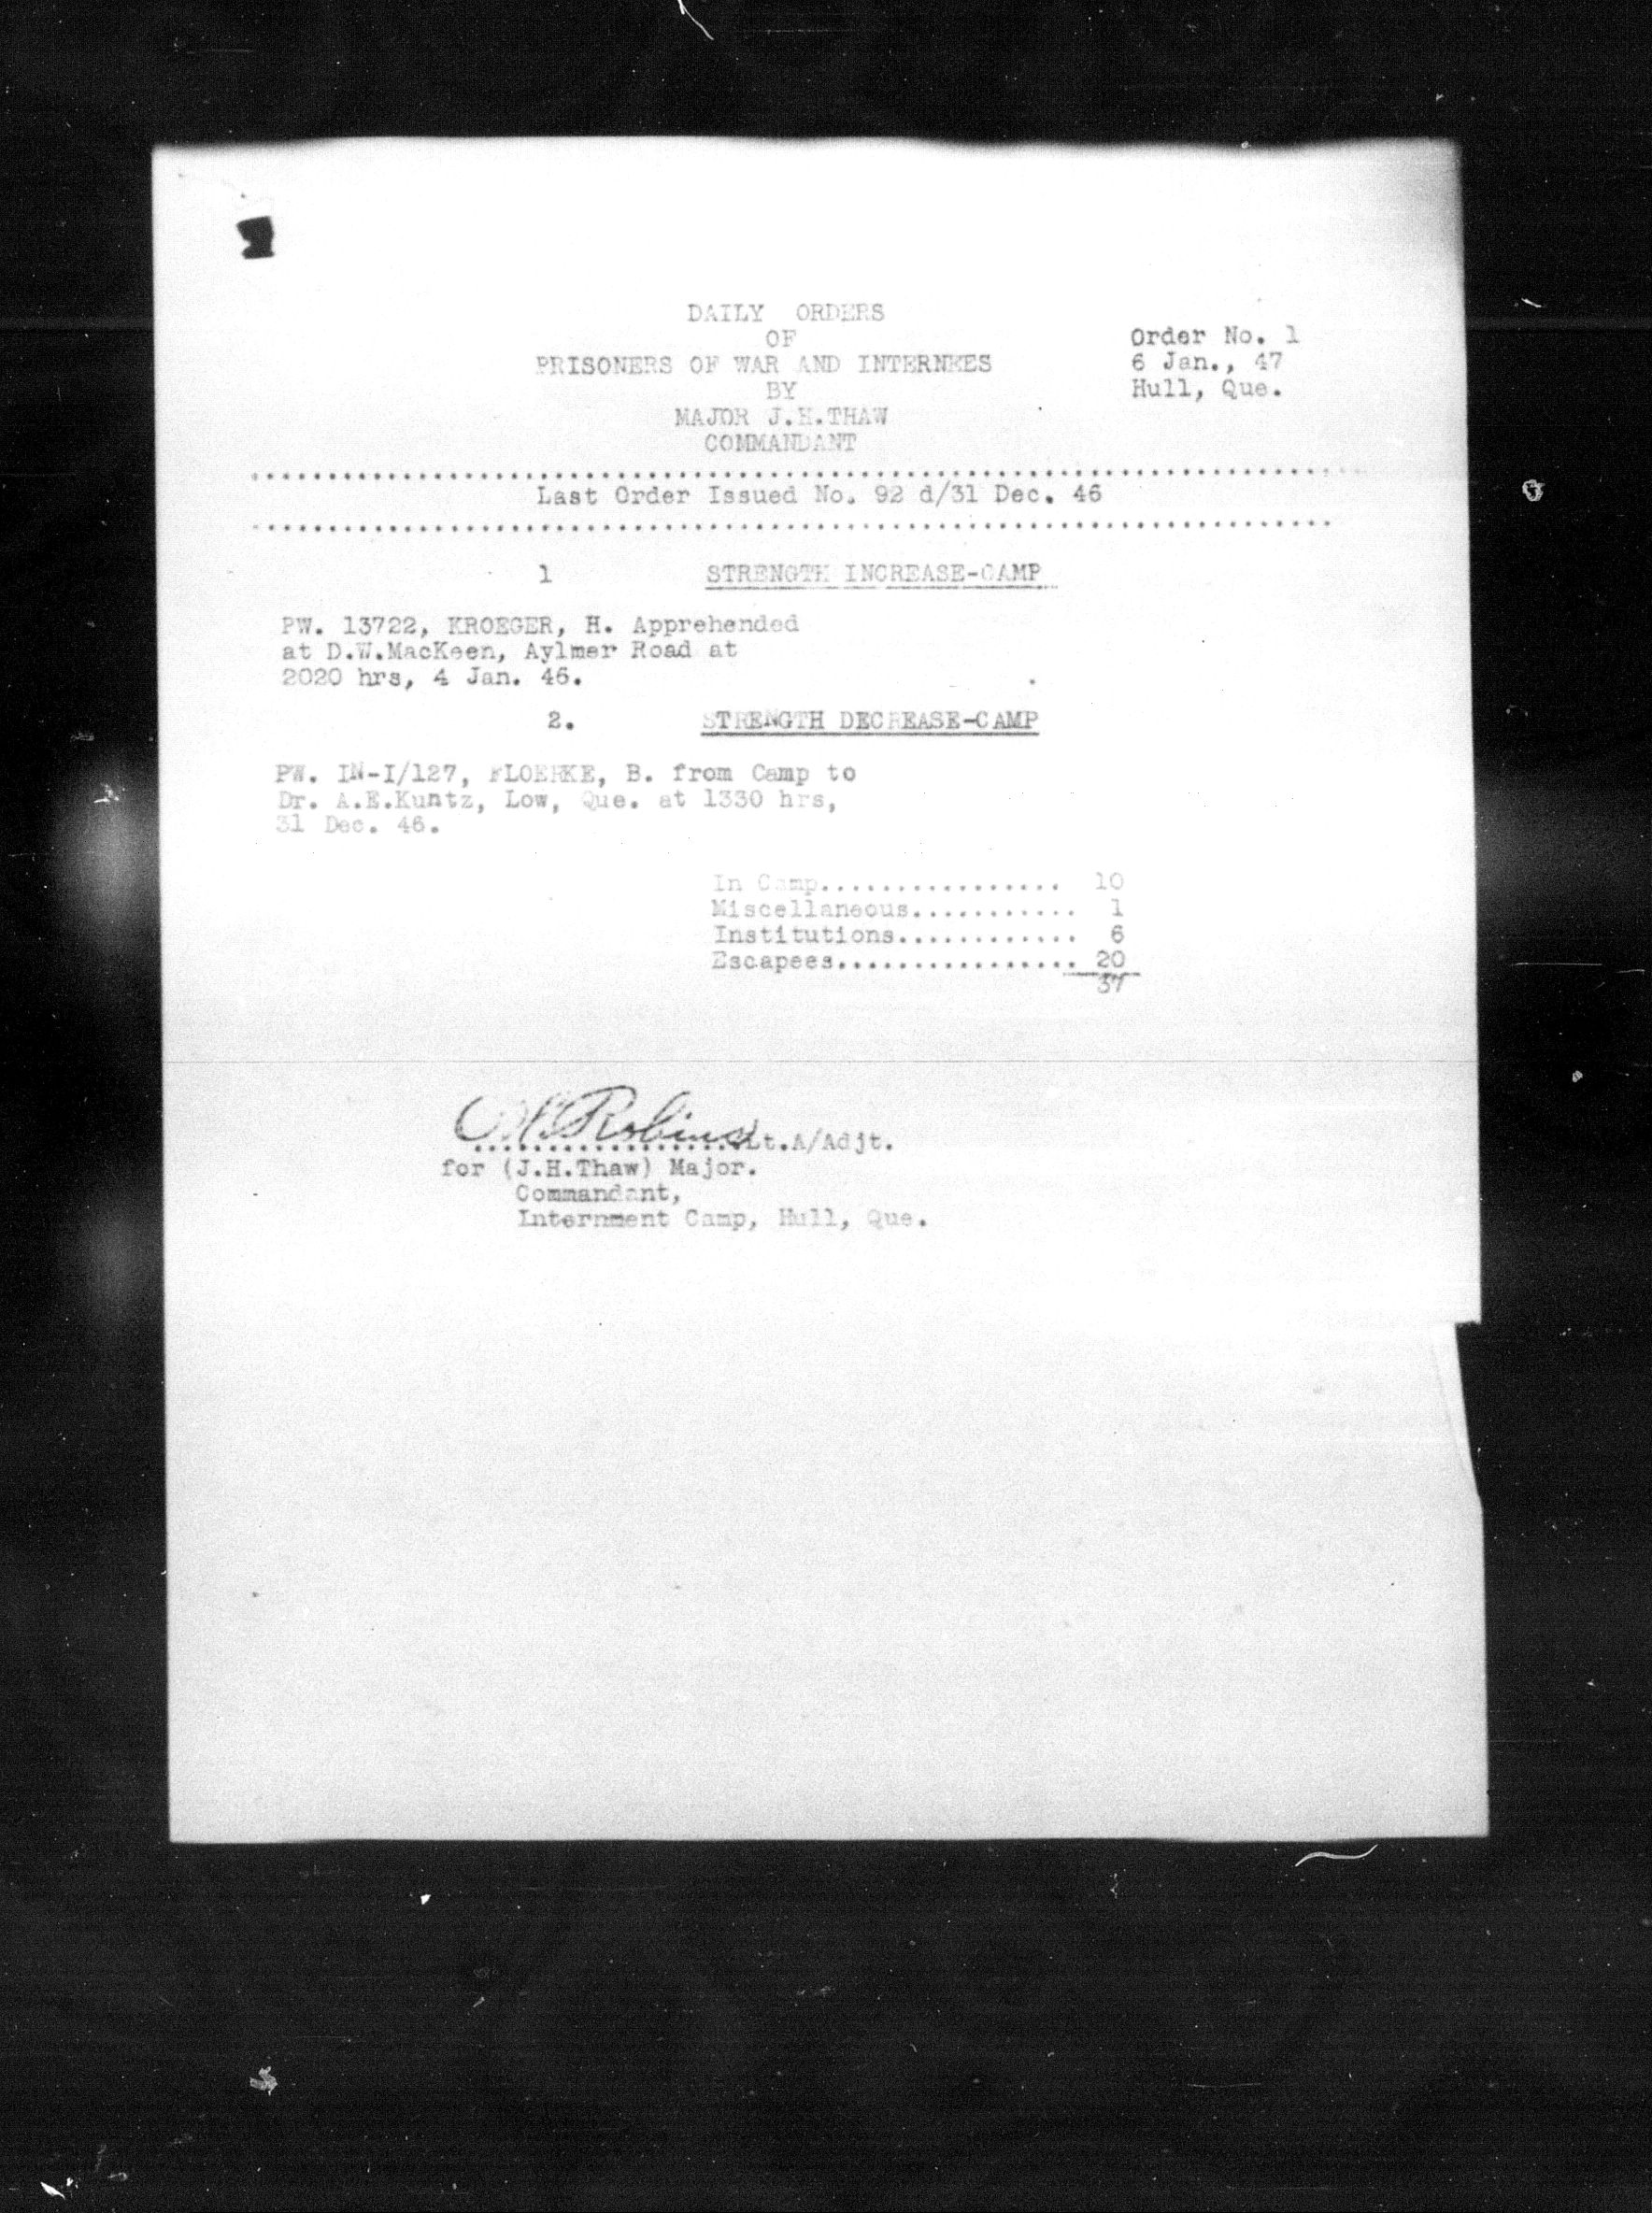 DAILY ORDERS
OF
PRISONERS OF WAR AND INTERNEES
BY
MAJOR J.H.THAW
COMMANDANT
Order No. 1
6 Jan., 47
Hull, Que.
Last Order Issued No. 92 d/31 Dec. 46
1 STRENGTH INCREASE-CAMP
PW. 13722, KROEGER, H. Apprehended
at D.W.MacKeen, Aylmer Road at
2020 hrs, 4 Jan. 46.
2. STRENGTH DECREASE-CAMP
PW. IN-I/127, FLOERKE, B. from Camp to
Dr. A.E.Kuntz, Low, Que. at 1330 hrs,
31 Dec. 46.
In Camp................ 10
Miscellaneous........... 1
Institutions............ 6
Escapees................ 20
37
Robins Lt.A/Adjt.
for (J.H.Thaw) Major.
Commandant,
Internment Camp, Hull, Que.